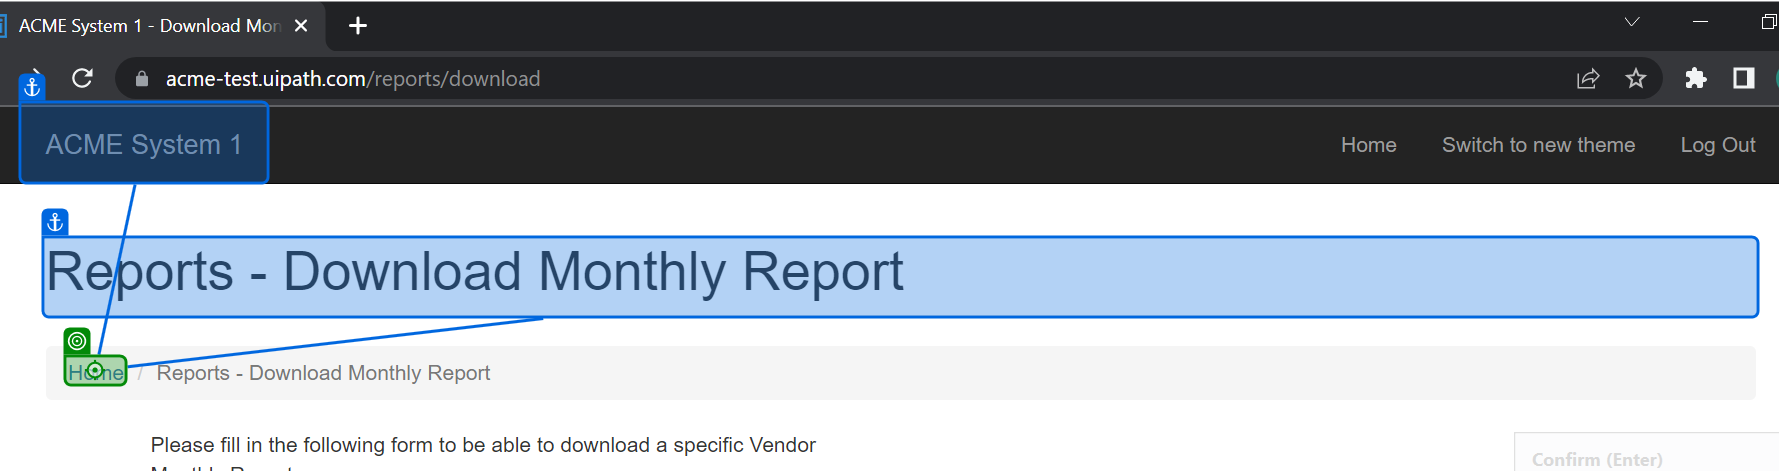 ACME System 1 - Download Mon
acme-test.uipath.com/reports/download
ACME System 1
Home
Switch to new theme
Log Out
Reports - Download Monthly Report
Home / Reports - Download Monthly Report
Please fill in the following form to be able to download a specific Vendor
Monthly Report
Confirm (Enter)